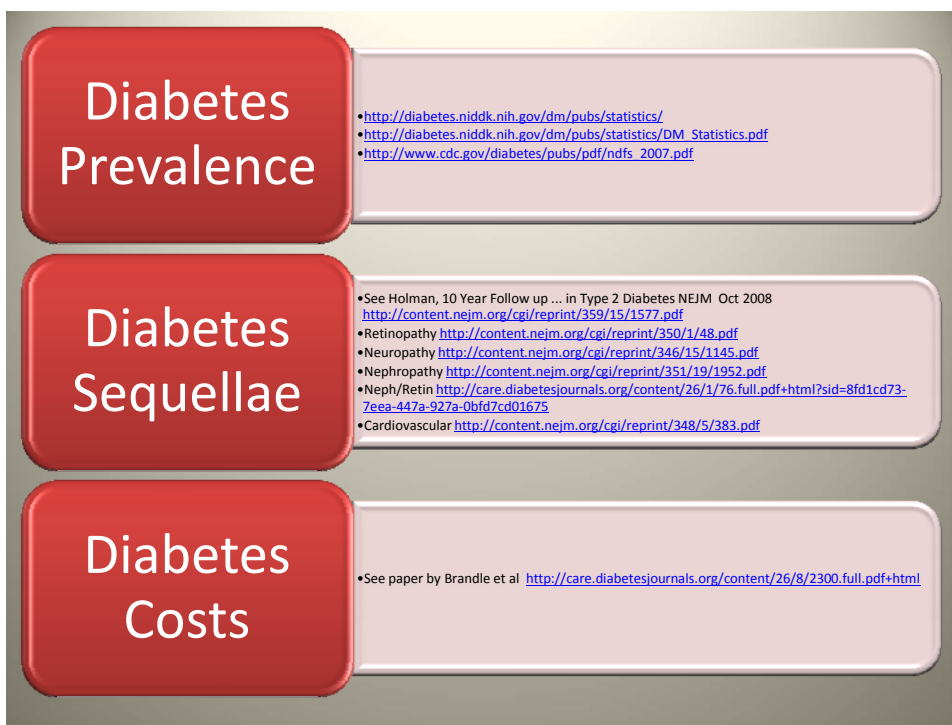 Diabetes
Prevalence
•http://diabetes.niddk.nih.gov/dm/pubs/statistics/
•http://diabetes.niddk.nih.gov/dm/pubs/statistics/DM_Statistics.pdf
•http://www.cdc.gov/diabetes/pubs/pdf/ndfs_2007.pdf
Diabetes
Sequellae
•See Holman, 10 Year Follow up ... in Type 2 Diabetes NEJM Oct 2008
http://content.nejm.org/cgi/reprint/359/15/1577.pdf
•Retinopathy http://content.nejm.org/cgi/reprint/350/1/48.pdf
•Neuropathy http://content.nejm.org/cgi/reprint/346/15/1145.pdf
•Nephropathy http://content.nejm.org/cgi/reprint/351/19/1952.pdf
•Neph/Retin http://care.diabetesjournals.org/content/26/1/76.full.pdf+html?sid=8fd1cd73-
7eea-447a-927a-0bfd7cd01675
•Cardiovascular http://content.nejm.org/cgi/reprint/348/5/383.pdf
Diabetes
Costs
•See paper by Brandle et al http://care.diabetesjournals.org/content/26/8/2300.full.pdf+html